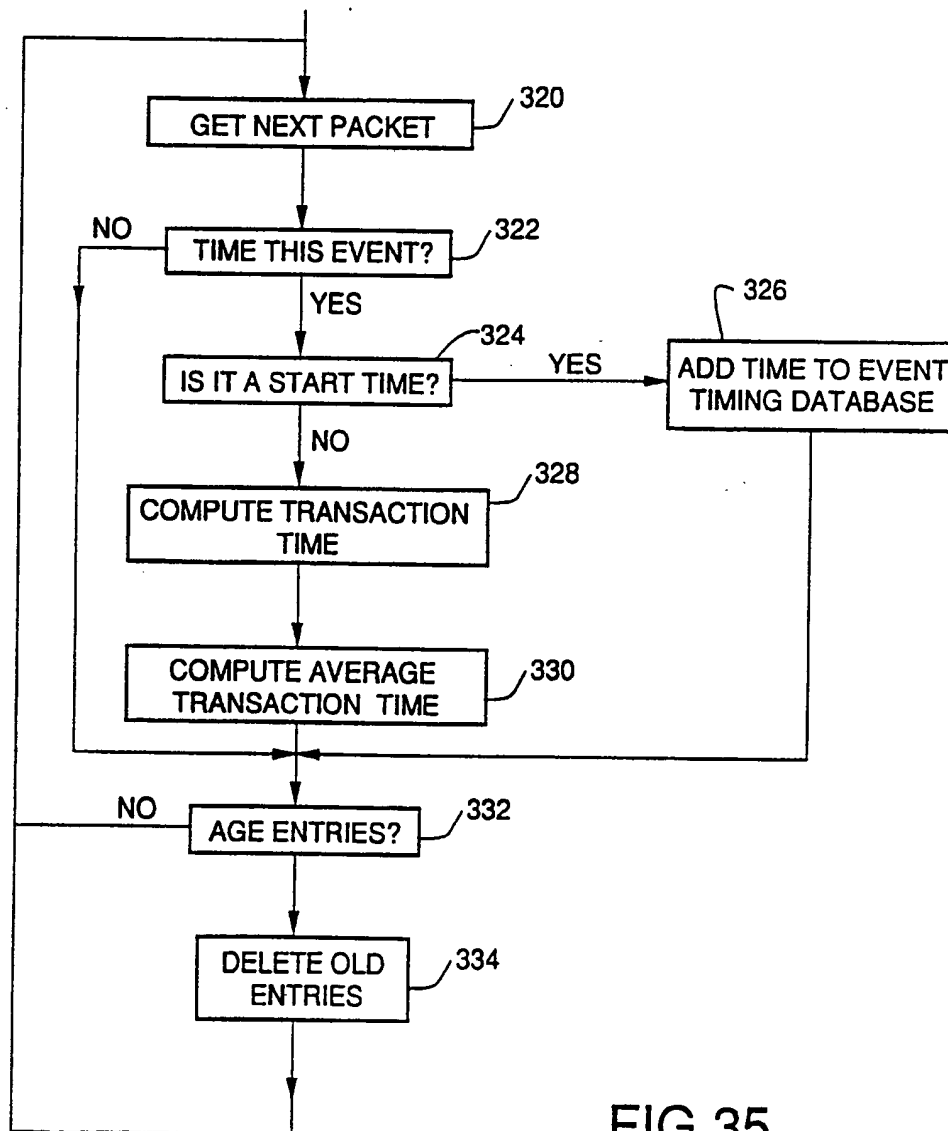 320
GET NEXT PACKET
NO
TIME THIS EVENT?
322
YES
324
326
IS IT A START TIME?
YES
ADD TIME TO EVENT
TIMING DATABASE
NO
328
COMPUTE TRANSACTION
TIME
COMPUTE AVERAGE
TRANSACTION TIME
330
NO
AGE ENTRIES?
332
DELETE OLD
ENTRIES
334
FIG.35